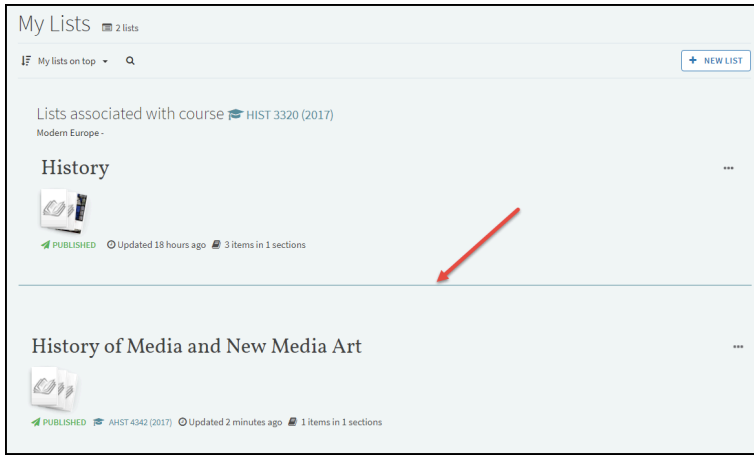 My Lists 2 lists
My lists on top + NEW LIST
Lists associated with course HIST 3320 (2017)
Modern Europe -
History
PUBLISHED Updated 18 hours ago 3 items in 1 sections
History of Media and New Media Art
PUBLISHED AHST 4342 (2017) Updated 2 minutes ago 1 items in 1 sections